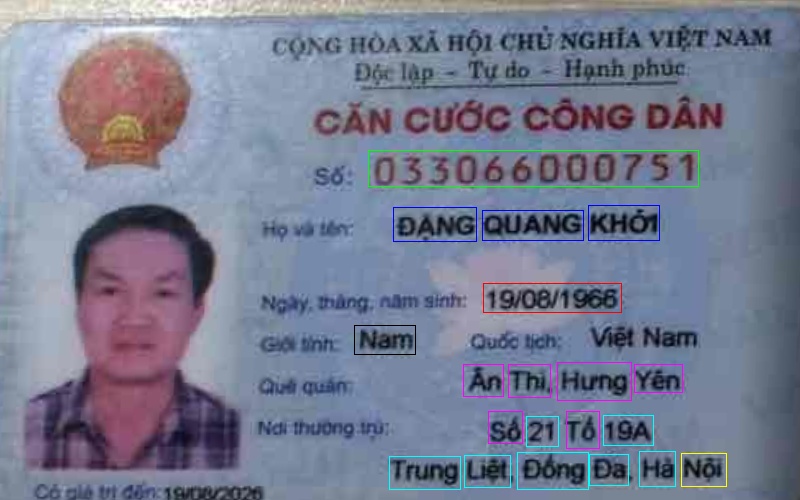 CỘNG HÒA XÃ HỘI CHỦ NGHĨA VIỆT NAM
Độc lập - Tự do - Hạnh phúc
CĂN CƯỚC CÔNG DÂN
Số: 033066000751
Họ và tên: ĐẶNG QUANG KHỞI
Ngày, tháng, năm sinh: 19/08/1966
Giới tính: Nam Quốc tịch: Việt Nam
Quê quán: Ân Thi, Hưng Yên
Nơi thường trú: Số 21 Tổ 19A
Trung Liệt, Đống Đa, Hà Nội
Có giá trị đến: 19/08/2026